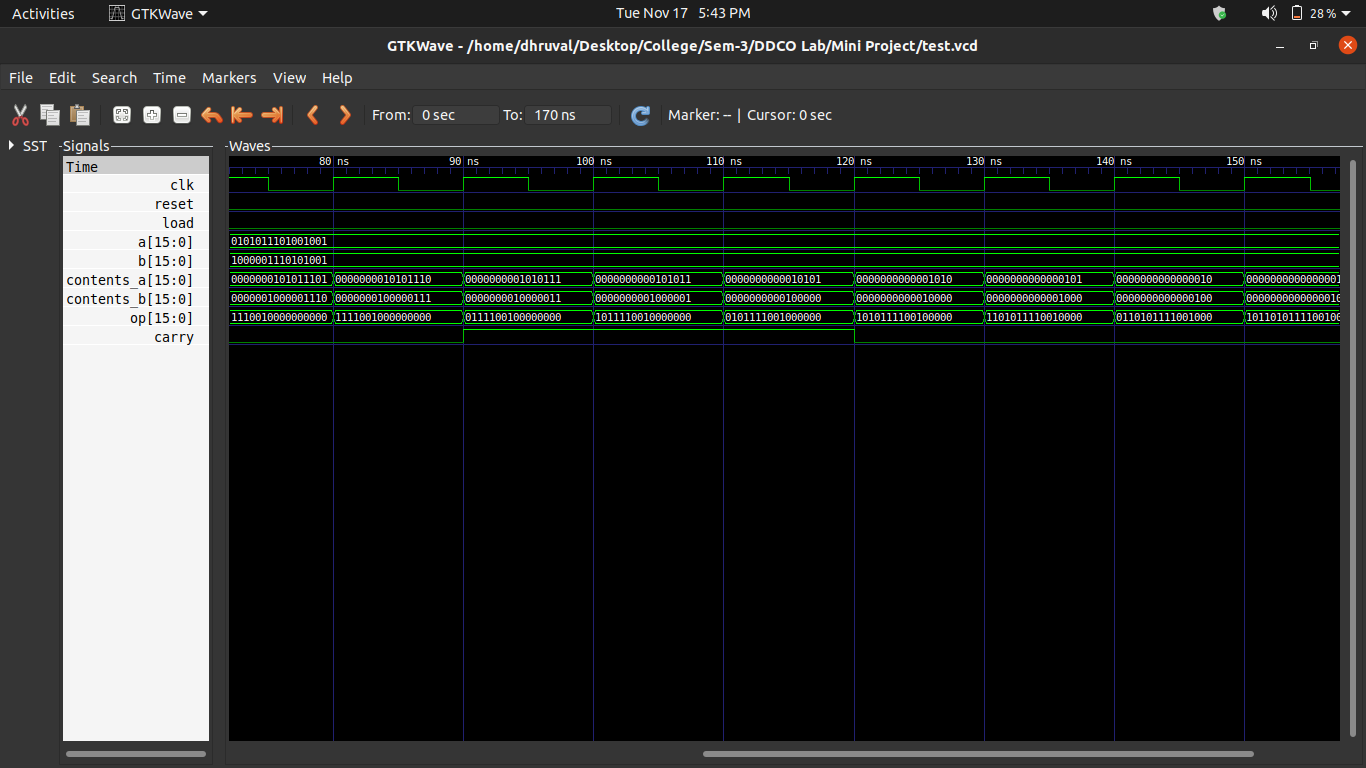 Activities GTKWave Tue Nov 17 5:43 PM 28%
GTKWave - /home/dhruval/Desktop/College/Sem-3/DDCO Lab/Mini Project/test.vcd
File Edit Search Time Markers View Help
From: 0 sec To: 170 ns Marker: -- | Cursor: 0 sec
SST Signals Waves
Time 80 ns 90 ns 100 ns 110 ns 120 ns 130 ns 140 ns 150 ns
clk
reset
load
a[15:0] 0101011101001001
b[15:0] 1000001110101001
contents_a[15:0] 0000000101011101 0000000010101110 0000000001010111 0000000000101011 0000000000010101 0000000000001010 0000000000000101 0000000000000010 0000000000000001
contents_b[15:0] 0000001000001110 0000000100000111 0000000010000011 0000000001000001 0000000000100000 0000000000010000 0000000000001000 0000000000000100 0000000000000010
op[15:0] 1110010000000000 1111001000000000 0111100100000000 1011110010000000 0101111001000000 1010111100100000 1101011110010000 0110101111001000 1011010111100100
carry